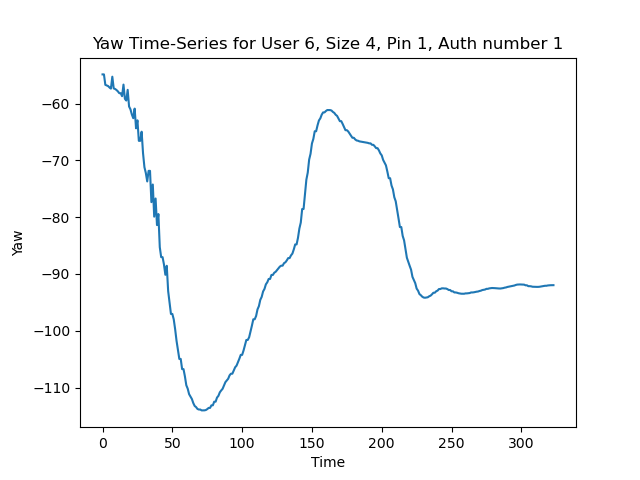 Yaw Time-Series for User 6, Size 4, Pin 1, Auth number 1
−60
−70
−80
−90
−100
−110
Yaw
0 50 100 150 200 250 300
Time